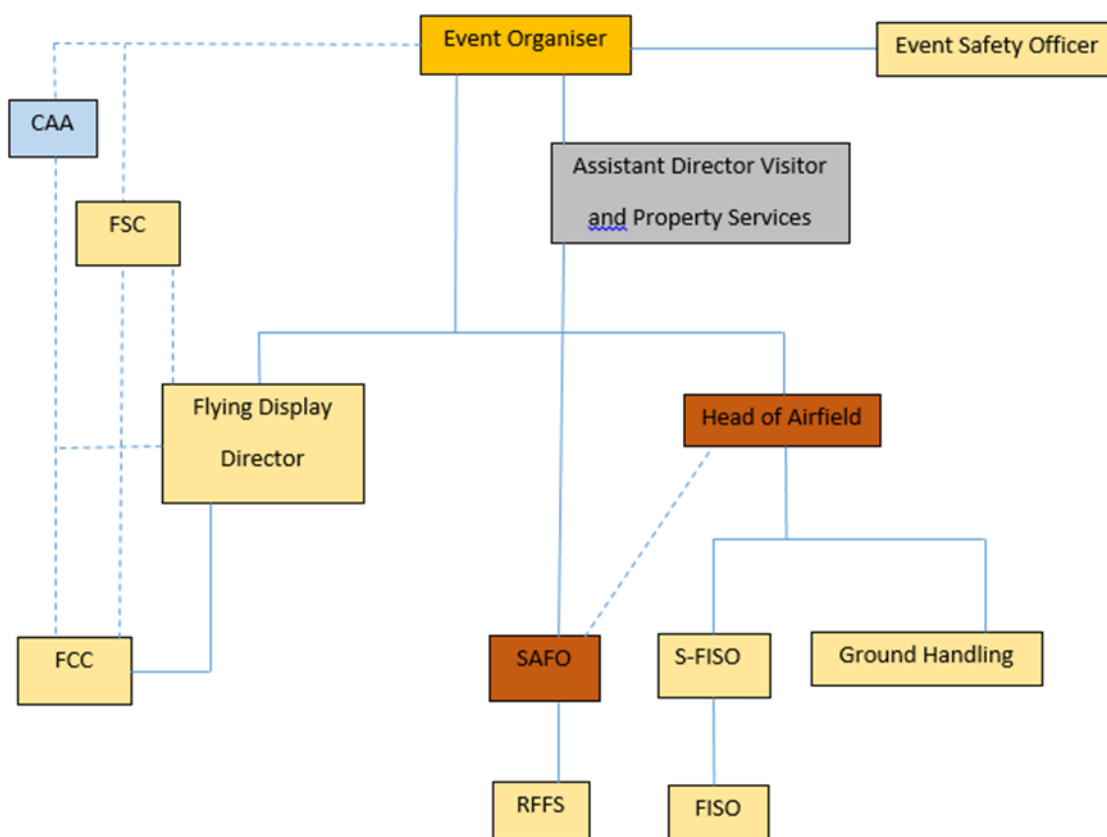 Event Organiser
Event Safety Officer
CAA
Assistant Director Visitor
and Property Services
FSC
Flying Display
Director
Head of Airfield
FCC
SAFO
S-FISO
Ground Handling
RFFS
FISO